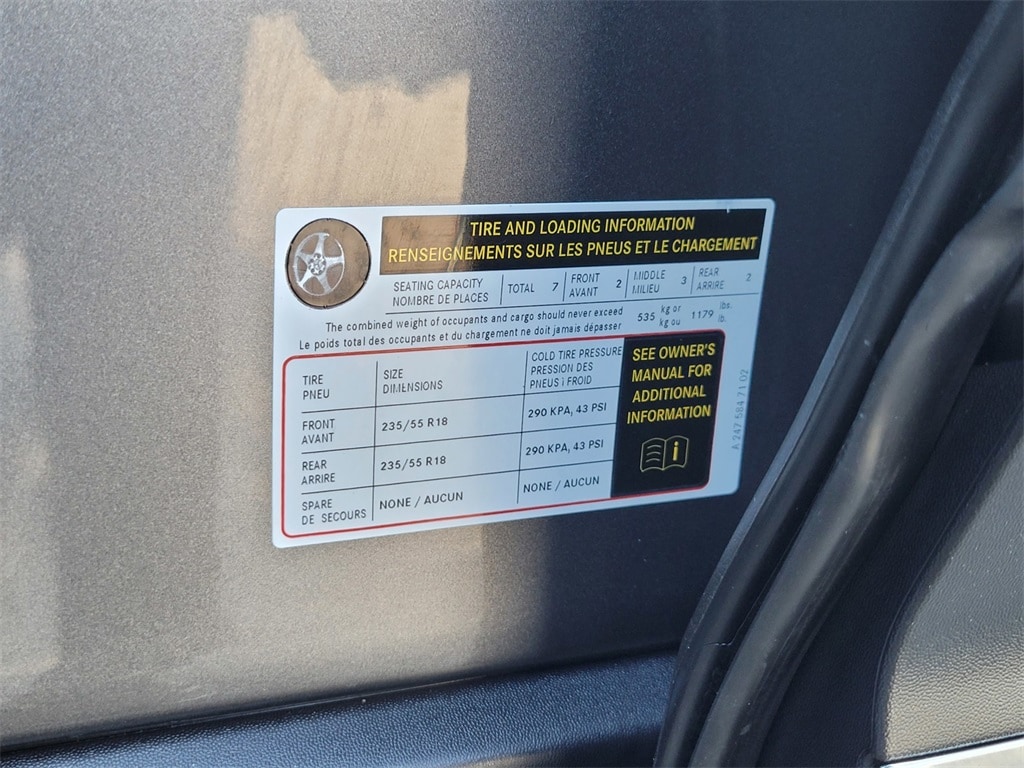 TIRE AND LOADING INFORMATION
RENSEIGNEMENTS SUR LES PNEUS ET LE CHARGEMENT
SEATING CAPACITY
NOMBRE DE PLACES
TOTAL 7
FRONT
AVANT 2
MIDDLE
MILIEU 3
REAR
ARRIRE 2
The combined weight of occupants and cargo should never exceed 535 kg or 1179 lbs.
Le poids total des occupants et du chargement ne doit jamais dépasser kg ou lb.
TIRE
PNEU
SIZE
DIMENSIONS
COLD TIRE PRESSURE
PRESSION DES
PNEUS i FROID
FRONT
AVANT
235/55 R18
290 KPA, 43 PSI
REAR
ARRIRE
235/55 R18
290 KPA, 43 PSI
SPARE
DE SECOURS
NONE / AUCUN
NONE / AUCUN
SEE OWNER'S
MANUAL FOR
ADDITIONAL
INFORMATION
i
A 247 584 71 02